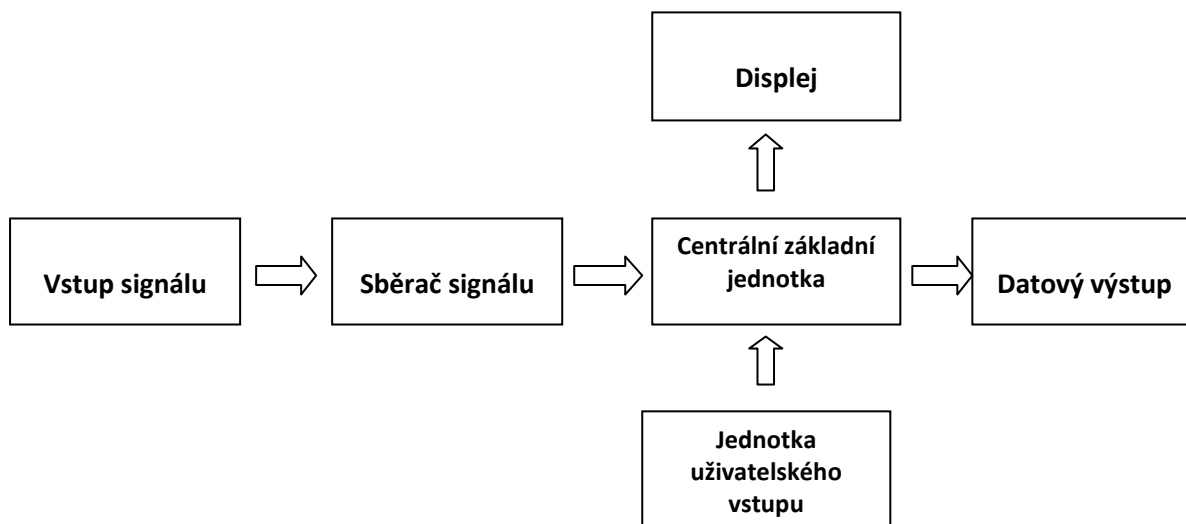 Displej
Vstup signálu
Sběrač signálu
Centrální základní
jednotka
Datový výstup
Jednotka
uživatelského
vstupu